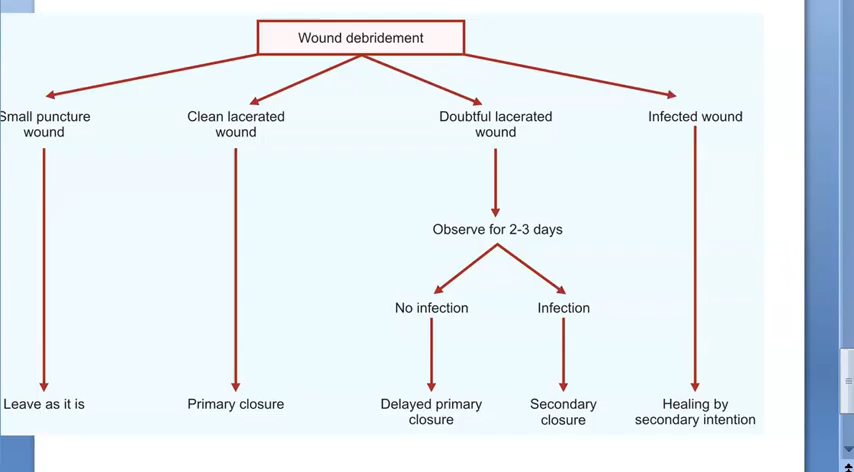 Wound debridement
Small puncture
wound
Clean lacerated
wound
Doubtful lacerated
wound
Infected wound
Observe for 2-3 days
No infection
Infection
Leave as it is
Primary closure
Delayed primary
closure
Secondary
closure
Healing by
secondary intention